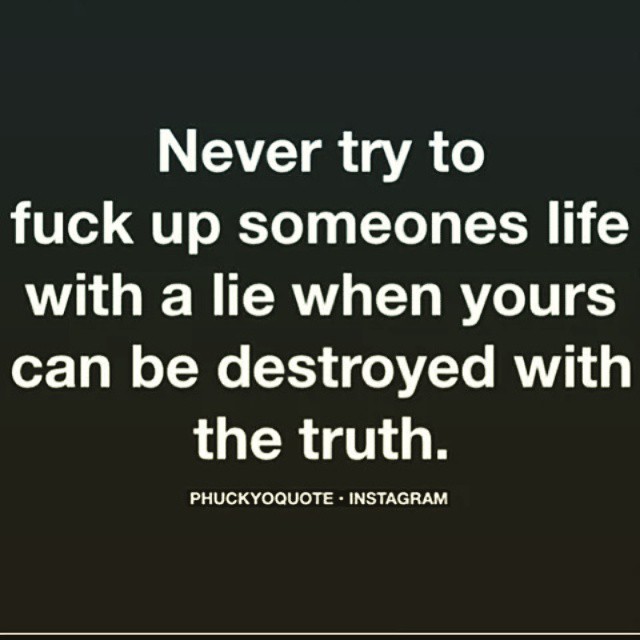 Never try to
fuck up someones life
with a lie when yours
can be destroyed with
the truth.
PHUCKYOQUOTE • INSTAGRAM